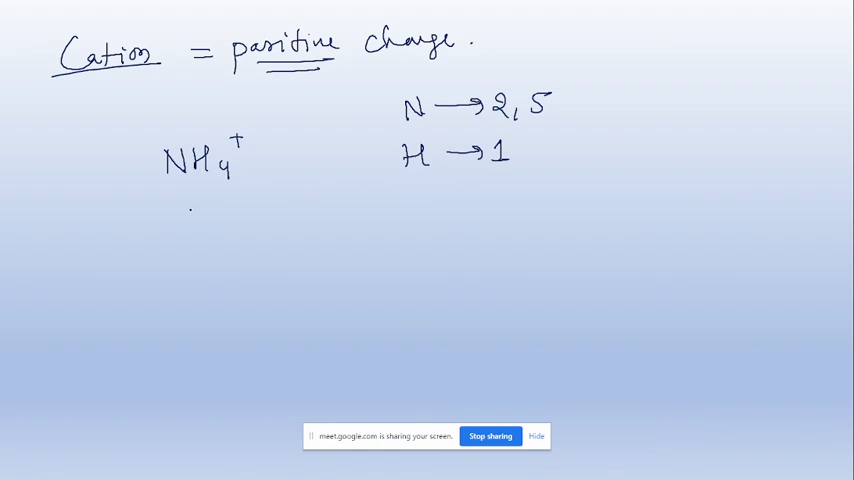 Cation = positive charge.
N → 2, 5
NH4+
H → 1
meet.google.com is sharing your screen. Stop sharing Hide